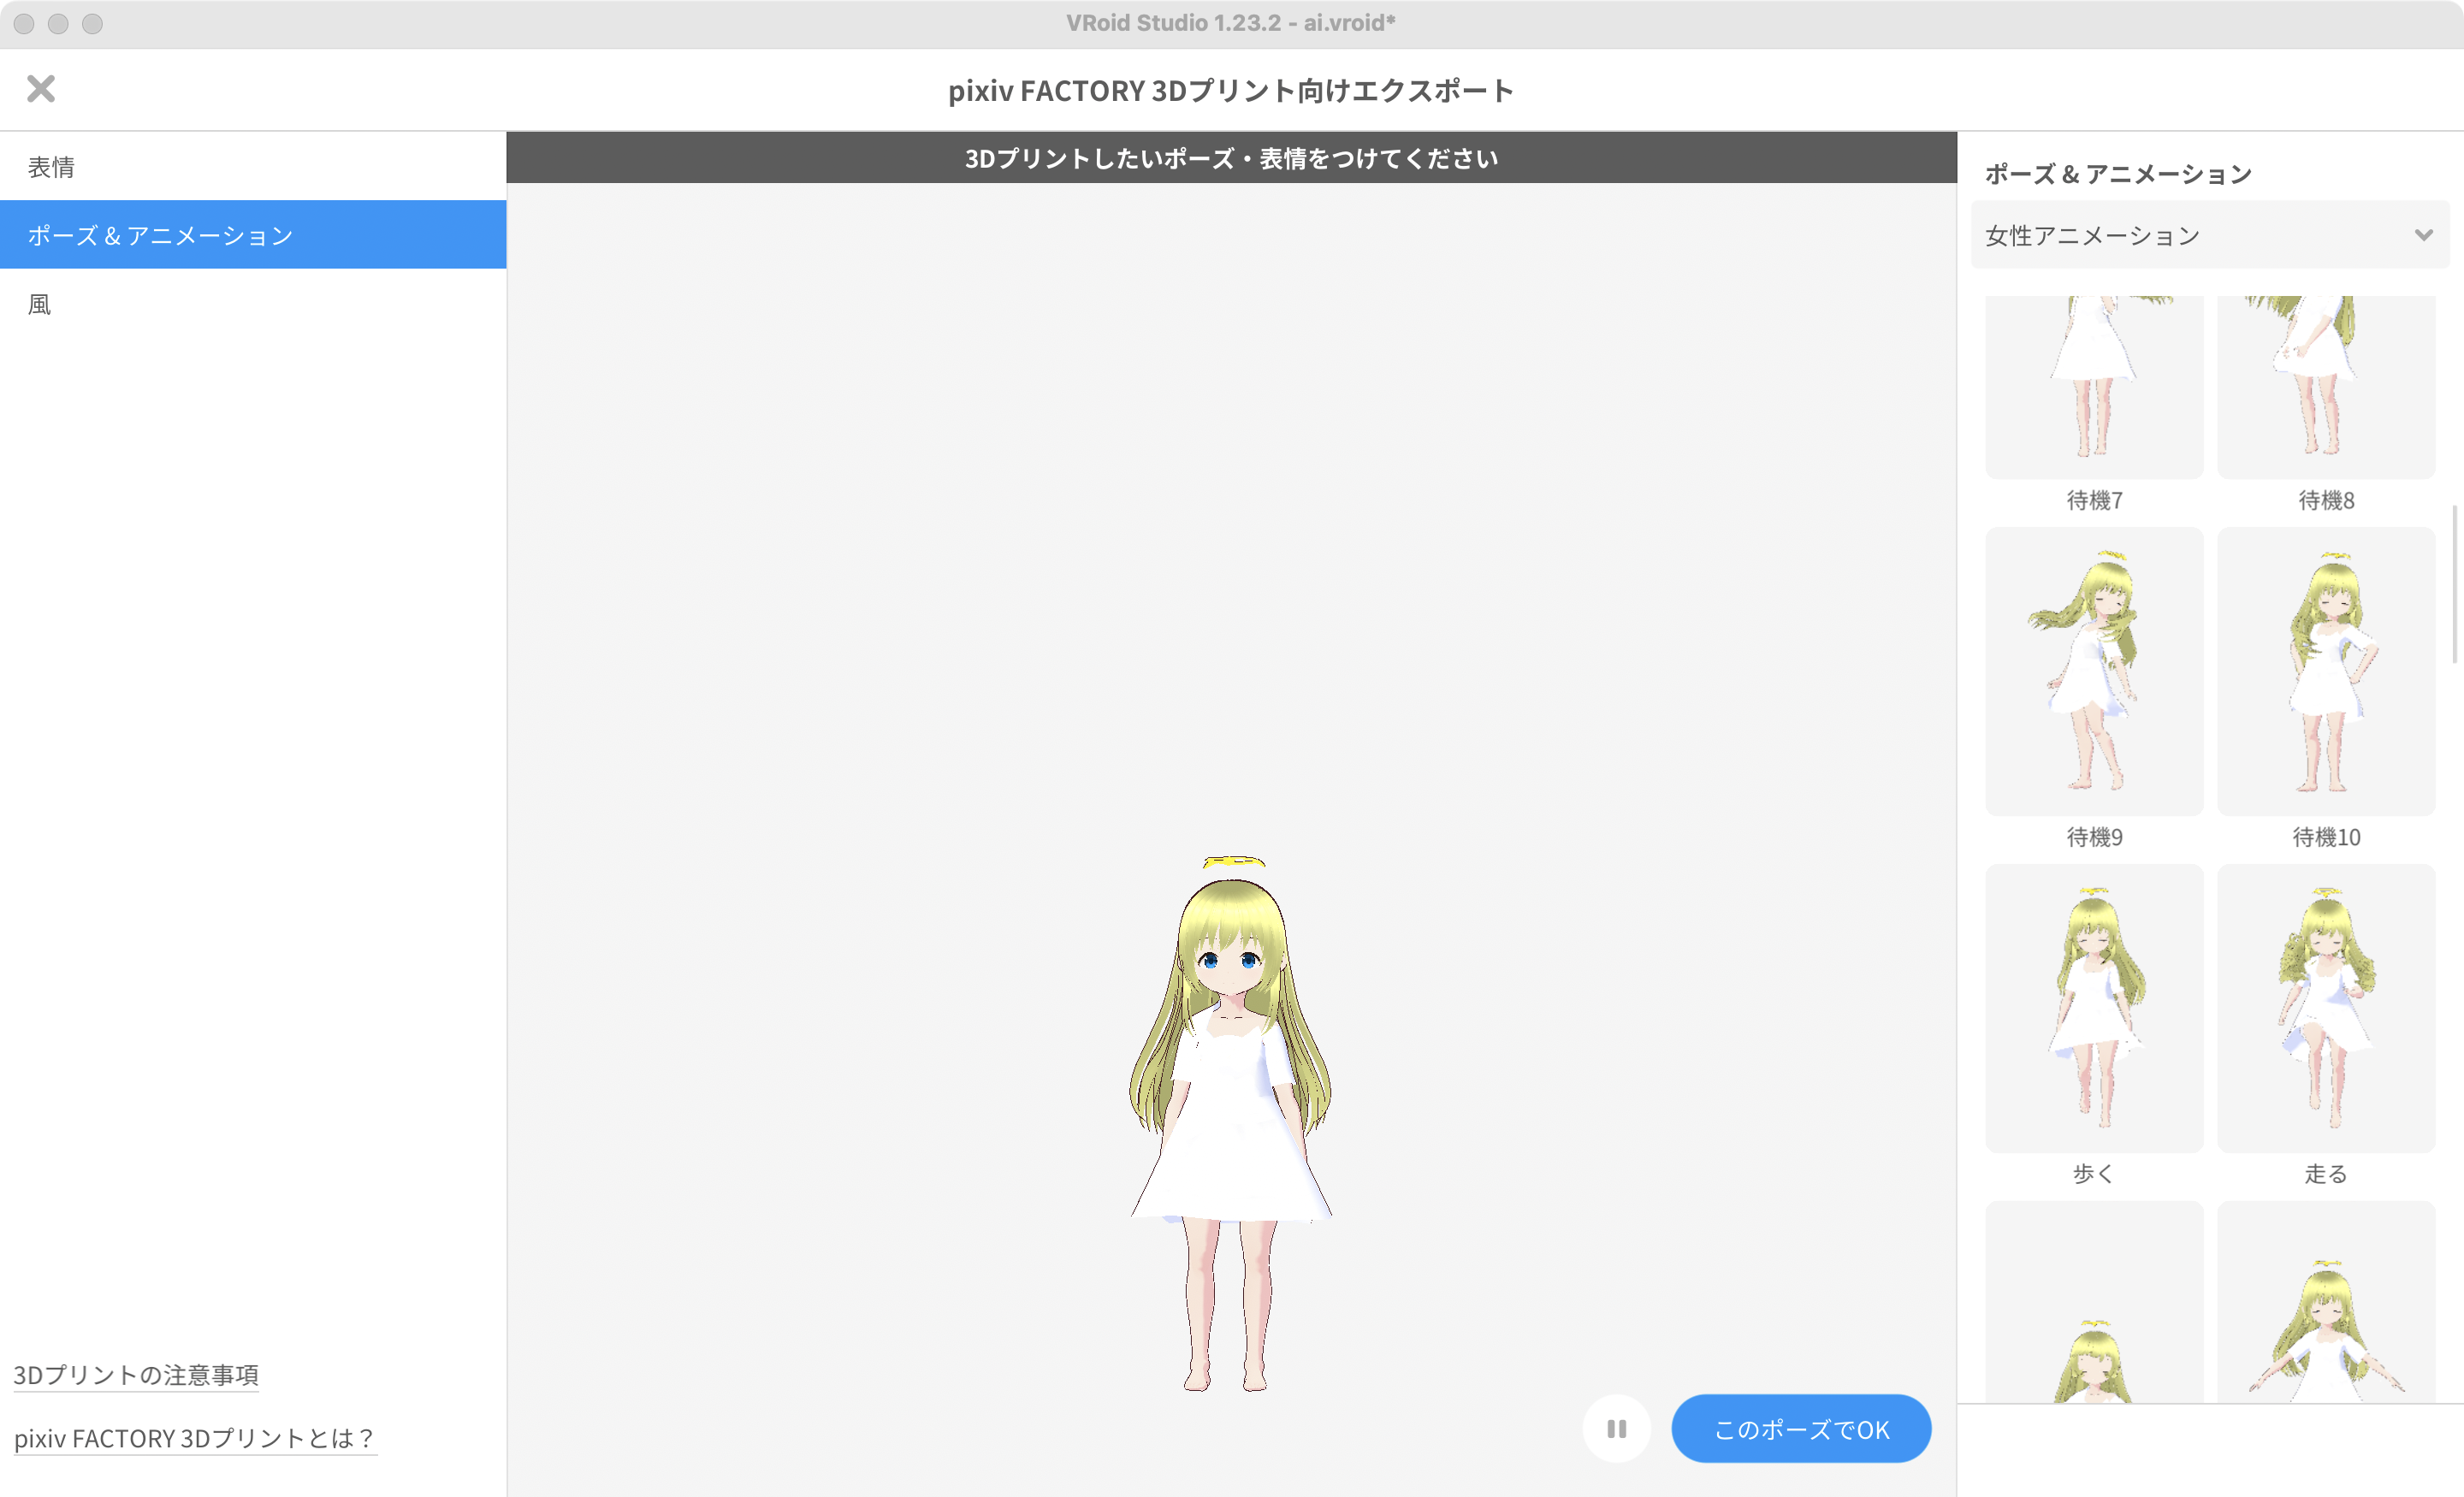 VRoid Studio 1.23.2 - ai.vroid*
pixiv FACTORY 3Dプリント向けエクスポート
表情
ポーズ & アニメーション
風
3Dプリントの注意事項
pixiv FACTORY 3Dプリントとは？
3Dプリントしたいポーズ・表情をつけてください
このポーズでOK
ポーズ & アニメーション
女性アニメーション
待機7
待機8
待機9
待機10
歩く
走る